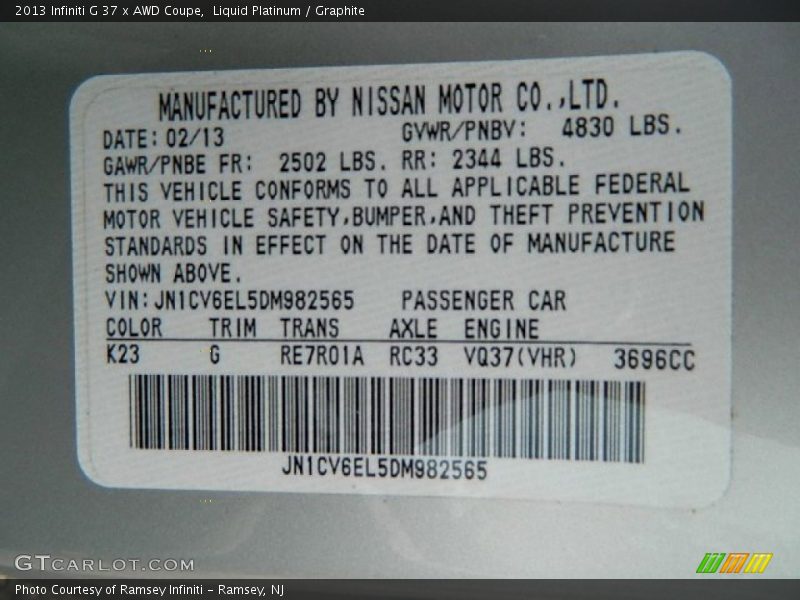 2013 Infiniti G 37 x AWD Coupe,  Liquid Platinum / Graphite
MANUFACTURED BY NISSAN MOTOR CO.,LTD.
DATE: 02/13 GVWR/PNBV: 4830 LBS.
GAWR/PNBE FR: 2502 LBS. RR: 2344 LBS.
THIS VEHICLE CONFORMS TO ALL APPLICABLE FEDERAL
MOTOR VEHICLE SAFETY,BUMPER,AND THEFT PREVENTION
STANDARDS IN EFFECT ON THE DATE OF MANUFACTURE
SHOWN ABOVE.
VIN: JN1CV6EL5DM982565 PASSENGER CAR
COLOR TRIM TRANS AXLE ENGINE
K23 G RE7R01A RC33 VQ37(VHR) 3696CC
JN1CV6EL5DM982565
GTCARLOT.COM
Photo Courtesy of Ramsey Infiniti - Ramsey, NJ